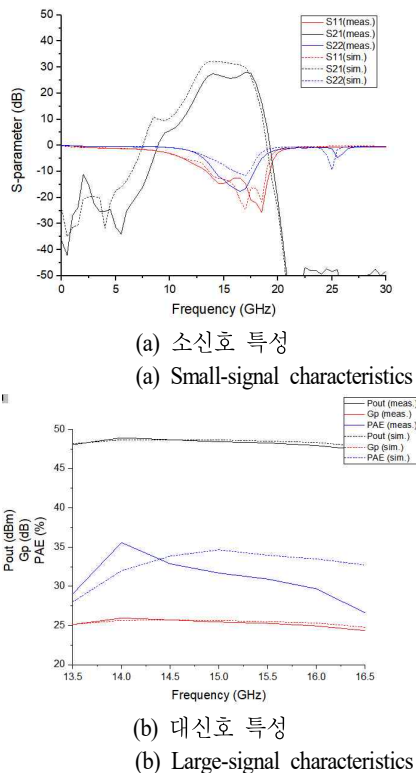 50
40
30
20
10
0
-10
-20
-30
-40
-50
S-parameter (dB)
S11(meas.)
S21(meas.)
S22(meas.)
S11(sim.)
S21(sim.)
S22(sim.)
0 5 10 15 20 25 30
Frequency (GHz)
(a) 소신호 특성
(a) Small-signal characteristics
Pout (meas.)
Gp (meas.)
PAE (meas.)
Pout (sim.)
Gp (sim.)
PAE (sim.)
50
45
40
35
30
25
20
Pout (dBm)
Gp (dB)
PAE (%)
13.5 14.0 14.5 15.0 15.5 16.0 16.5
Frequency (GHz)
(b) 대신호 특성
(b) Large-signal characteristics